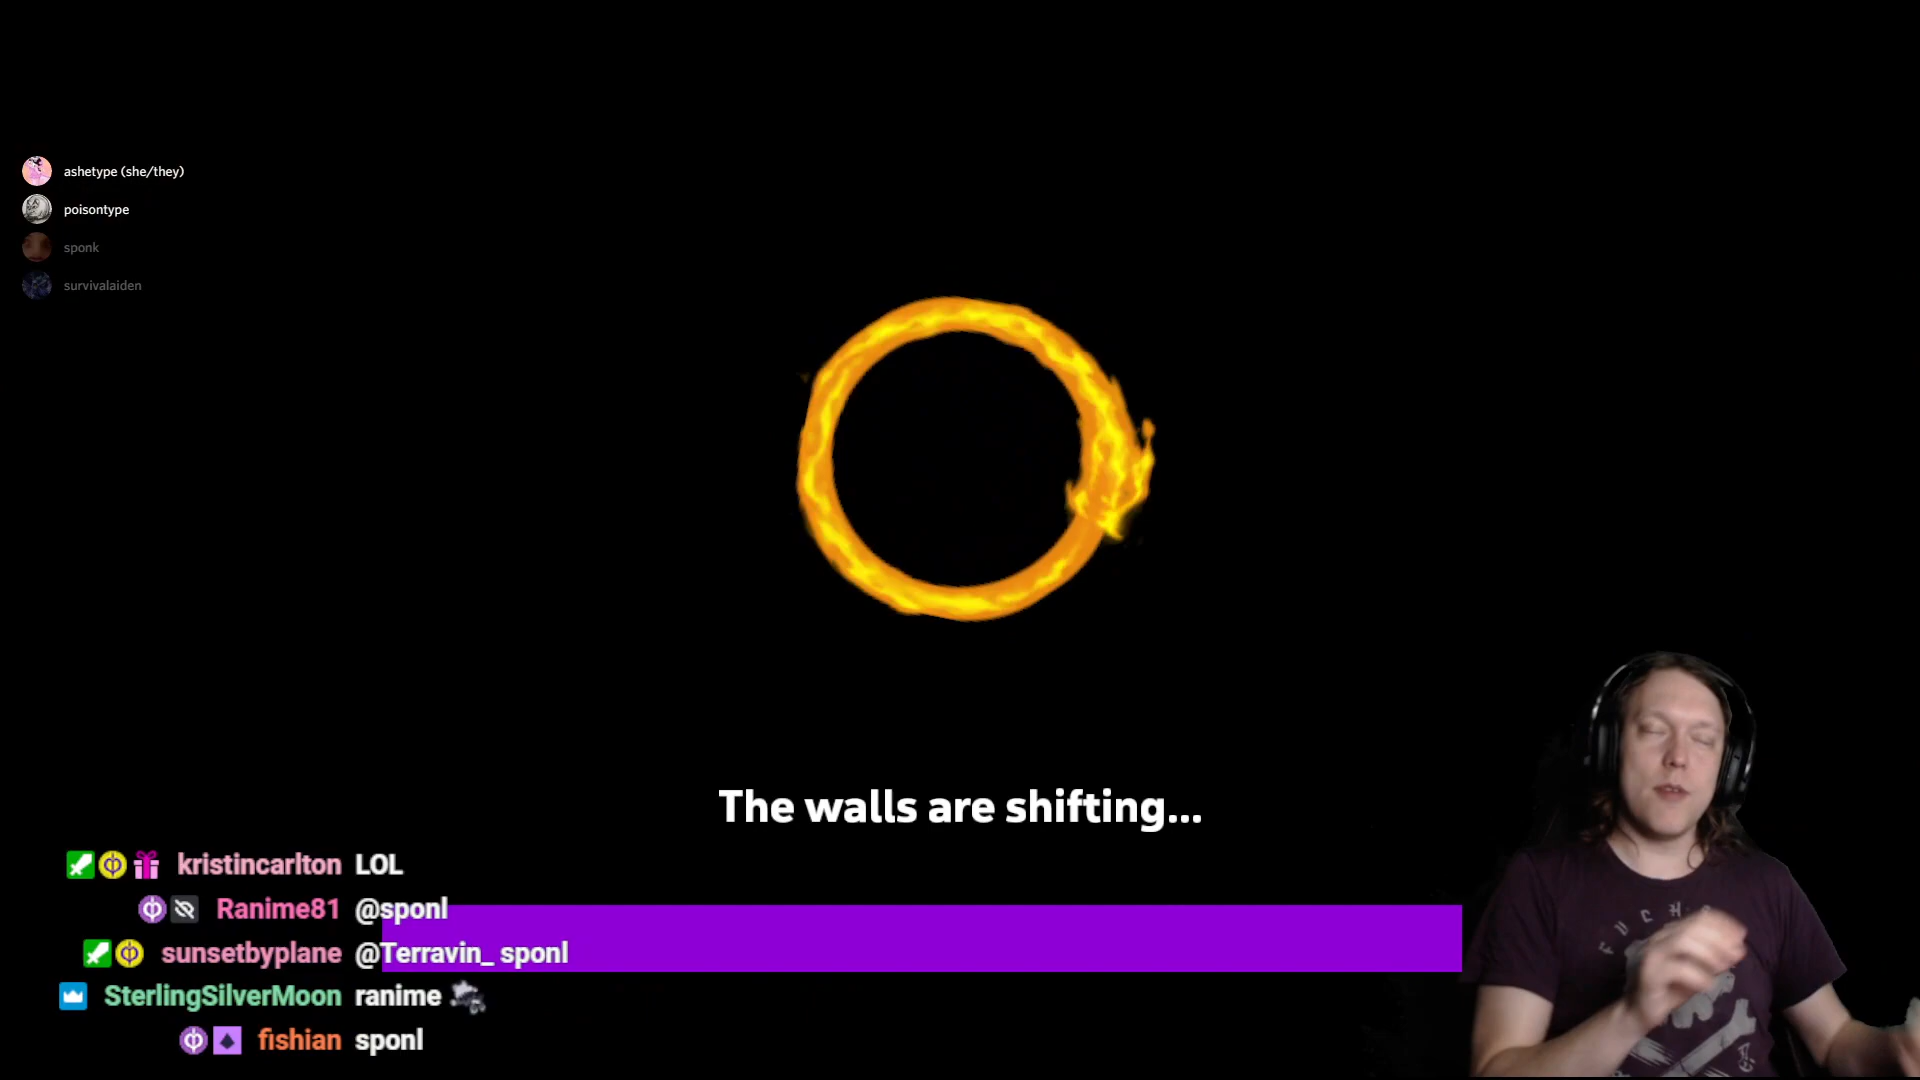 ashetype (she/they)
poisontype
sponk
survivalaiden
The walls are shifting...
kristincarlton LOL
Ranime81 @sponl
sunsetbyplane @Terravin_ sponl
SterlingSilverMoon ranime
fishian sponl